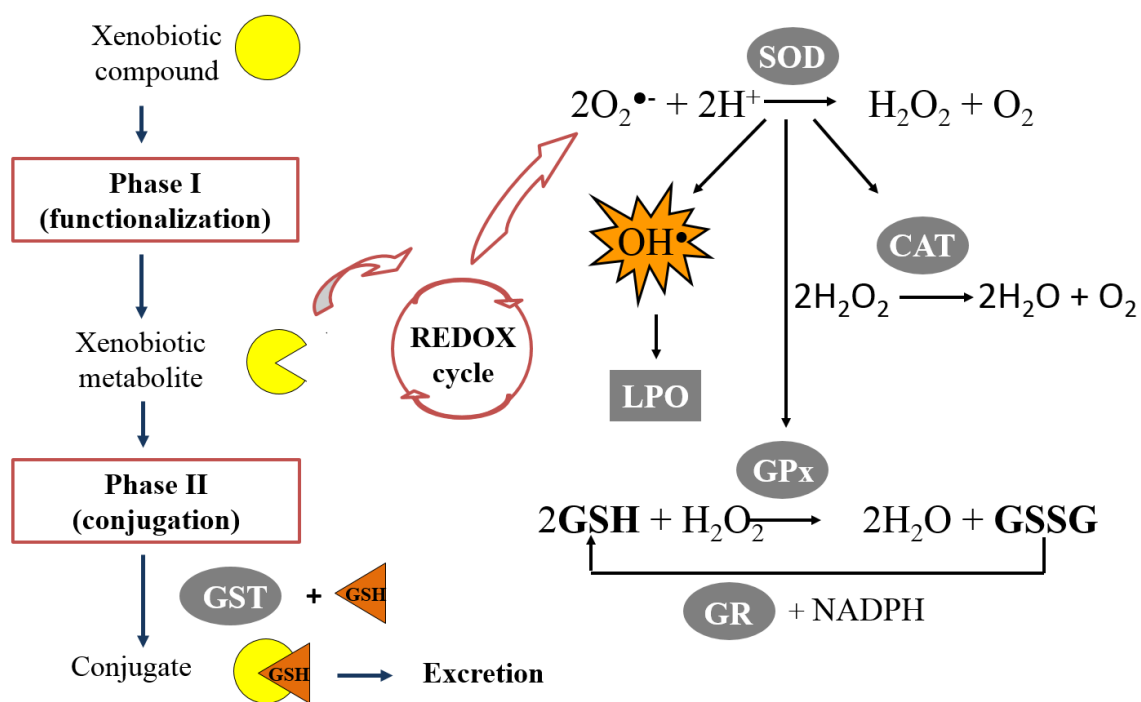 Xenobiotic
compound
Phase I
(functionalization)
Xenobiotic
metabolite
Phase II
(conjugation)
GST + GSH
Conjugate
GSH
Excretion
REDOX
cycle
SOD
2O₂•⁻ + 2H⁺
H₂O₂ + O₂
OH•
LPO
CAT
2H₂O₂
2H₂O + O₂
GPx
2GSH + H₂O₂
2H₂O + GSSG
GR + NADPH